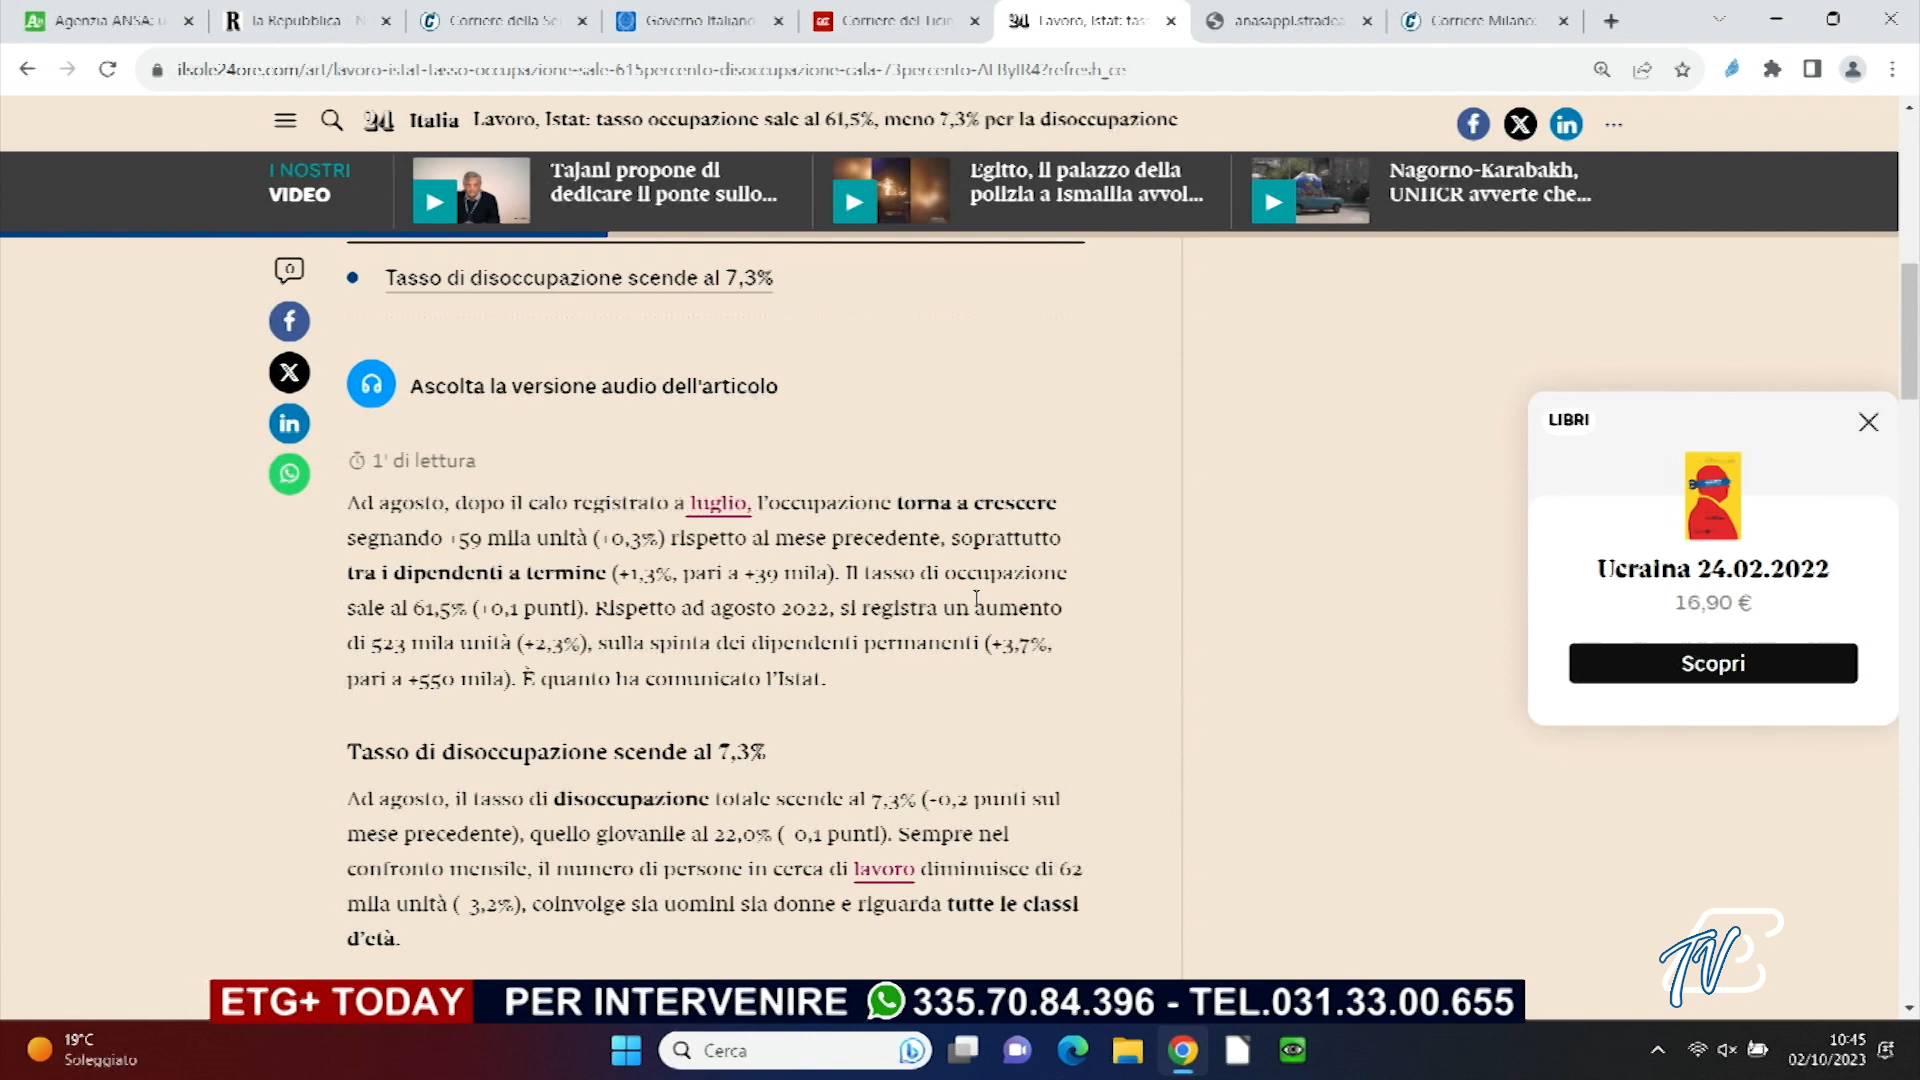 Agenzia ANSA: u
la Repubblica - N
Corriere della Se
Governo Italiano
Corriere del Ticin
Lavoro, Istat: tas
anasappl.stradea
Corriere Milano:
ilsole24ore.com/art/lavoro-istat-tasso-occupazione-sale-615percento-disoccupazione-cala-73percento-AFByIR4?refresh_ce
24 Italia Lavoro, Istat: tasso occupazione sale al 61,5%, meno 7,3% per la disoccupazione
I NOSTRI
VIDEO
Tajani propone di
dedicare il ponte sullo...
Egitto, il palazzo della
polizia a Ismailia avvol...
Nagorno-Karabakh,
UNHCR avverte che...
0
Tasso di disoccupazione scende al 7,3%
Ascolta la versione audio dell'articolo
1' di lettura
Ad agosto, dopo il calo registrato a luglio, l'occupazione torna a crescere
segnando +59 mila unità (+0,3%) rispetto al mese precedente, soprattutto
tra i dipendenti a termine (+1,3%, pari a +39 mila). Il tasso di occupazione
sale al 61,5% (+0,1 punti). Rispetto ad agosto 2022, si registra un aumento
di 523 mila unità (+2,3%), sulla spinta dei dipendenti permanenti (+3,7%,
pari a +550 mila). È quanto ha comunicato l'Istat.
Tasso di disoccupazione scende al 7,3%
Ad agosto, il tasso di disoccupazione totale scende al 7,3% (-0,2 punti sul
mese precedente), quello giovanile al 22,0% (-0,1 punti). Sempre nel
confronto mensile, il numero di persone in cerca di lavoro diminuisce di 62
mila unità (-3,2%), coinvolge sia uomini sia donne e riguarda tutte le classi
d'età.
LIBRI
Ucraina 24.02.2022
16,90 €
Scopri
ETG+ TODAY PER INTERVENIRE 335.70.84.396 - TEL.031.33.00.655
19°C
Soleggiato
Cerca
10:45
02/10/2023